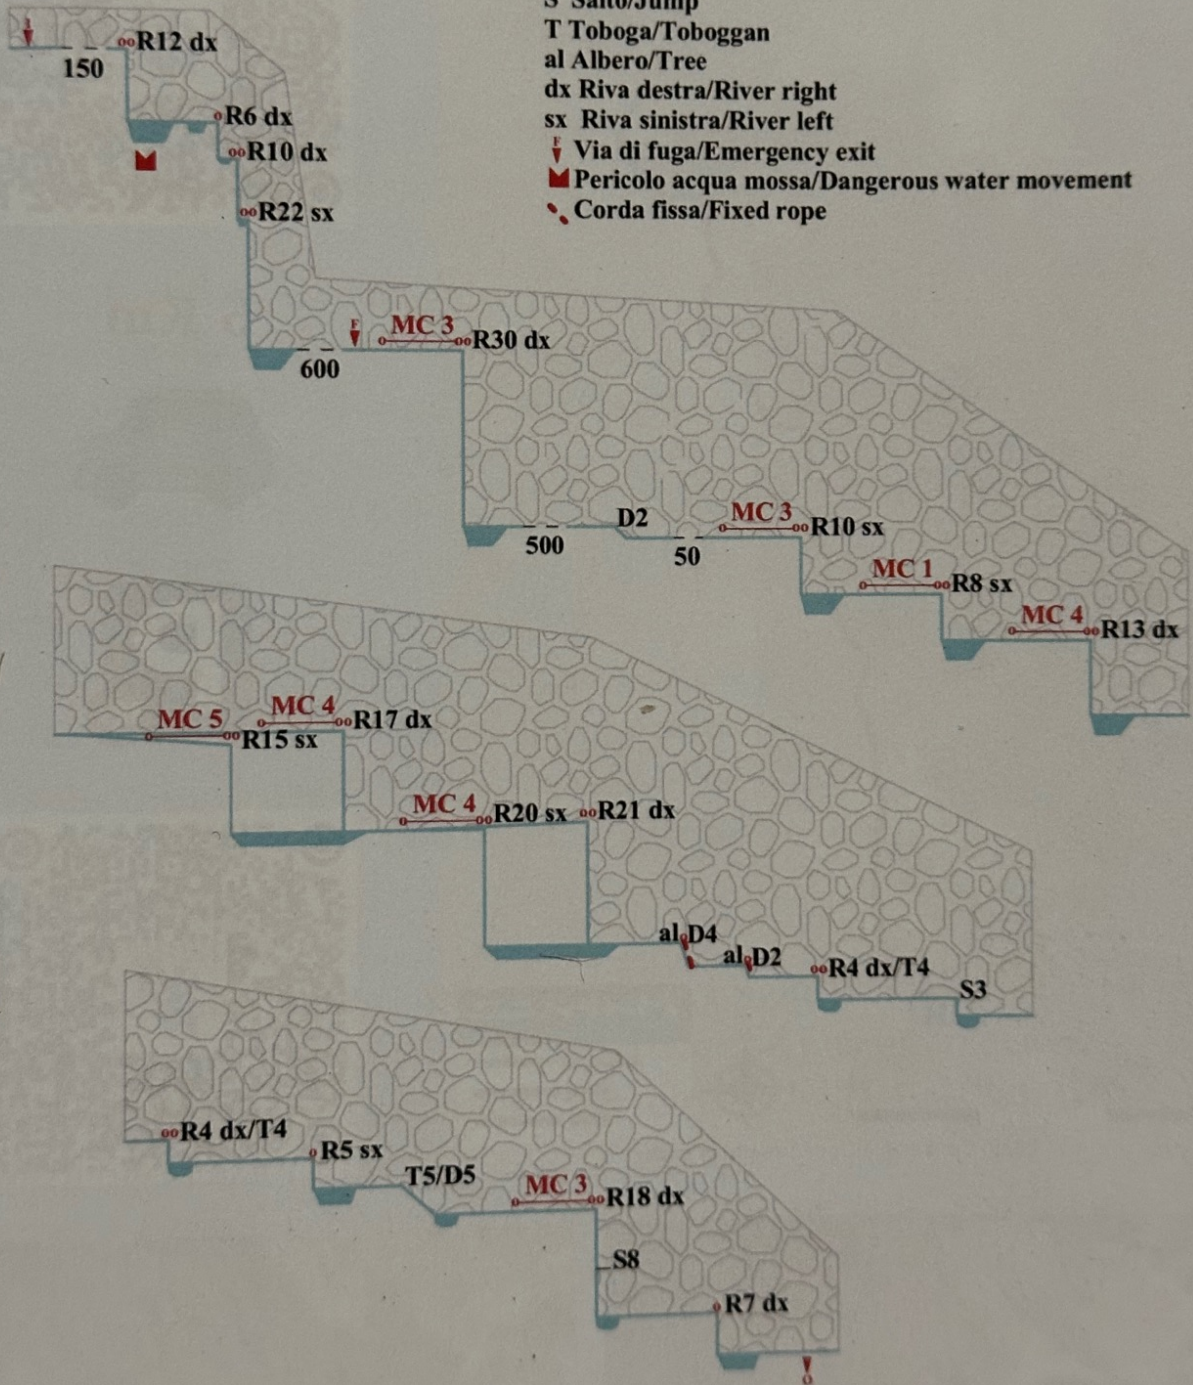 S Salto/Jump
T Toboga/Toboggan
al Albero/Tree
dx Riva destra/River right
sx Riva sinistra/River left
F Via di fuga/Emergency exit
Pericolo acqua mossa/Dangerous water movement
Corda fissa/Fixed rope
R12 dx
150
R6 dx
R10 dx
R22 sx
F
MC 3
R30 dx
600
D2
MC 3
R10 sx
500
50
MC 1
R8 sx
MC 4
R13 dx
MC 5
MC 4
R17 dx
R15 sx
MC 4
R20 sx
R21 dx
al D4
al D2
R4 dx/T4
S3
R4 dx/T4
R5 sx
T5/D5
MC 3
R18 dx
S8
R7 dx
O